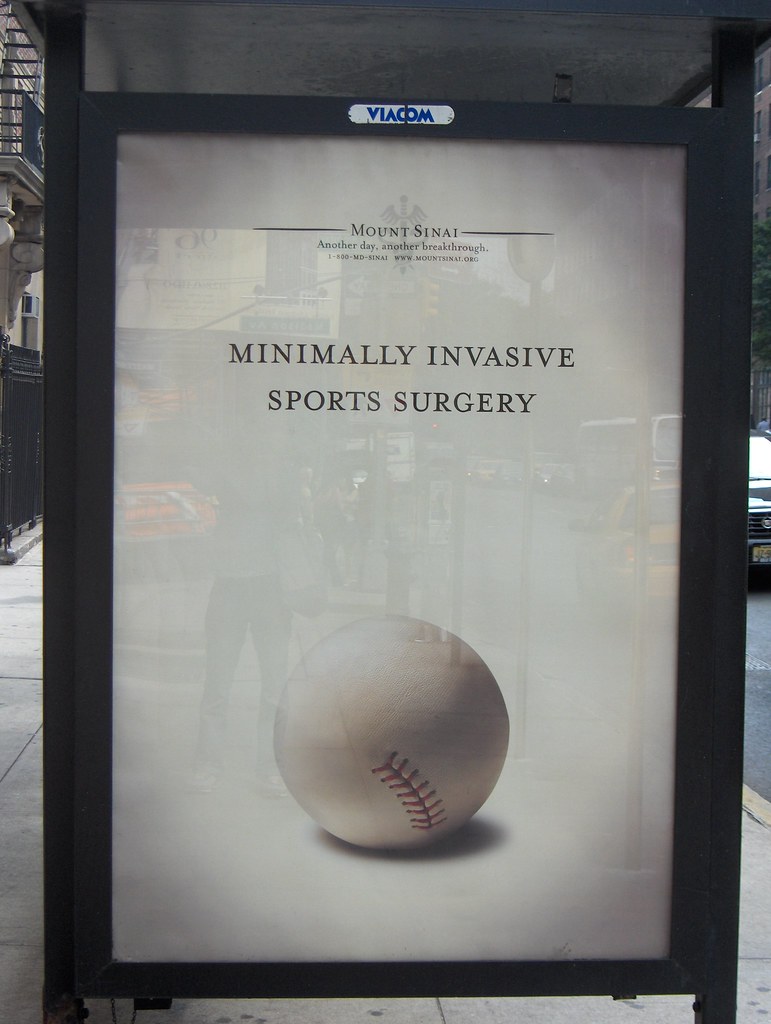 VIACOM
MOUNT SINAI
Another day, another breakthrough.
1-800-MD-SINAI WWW.MOUNTSINAI.ORG
MINIMALLY INVASIVE
SPORTS SURGERY